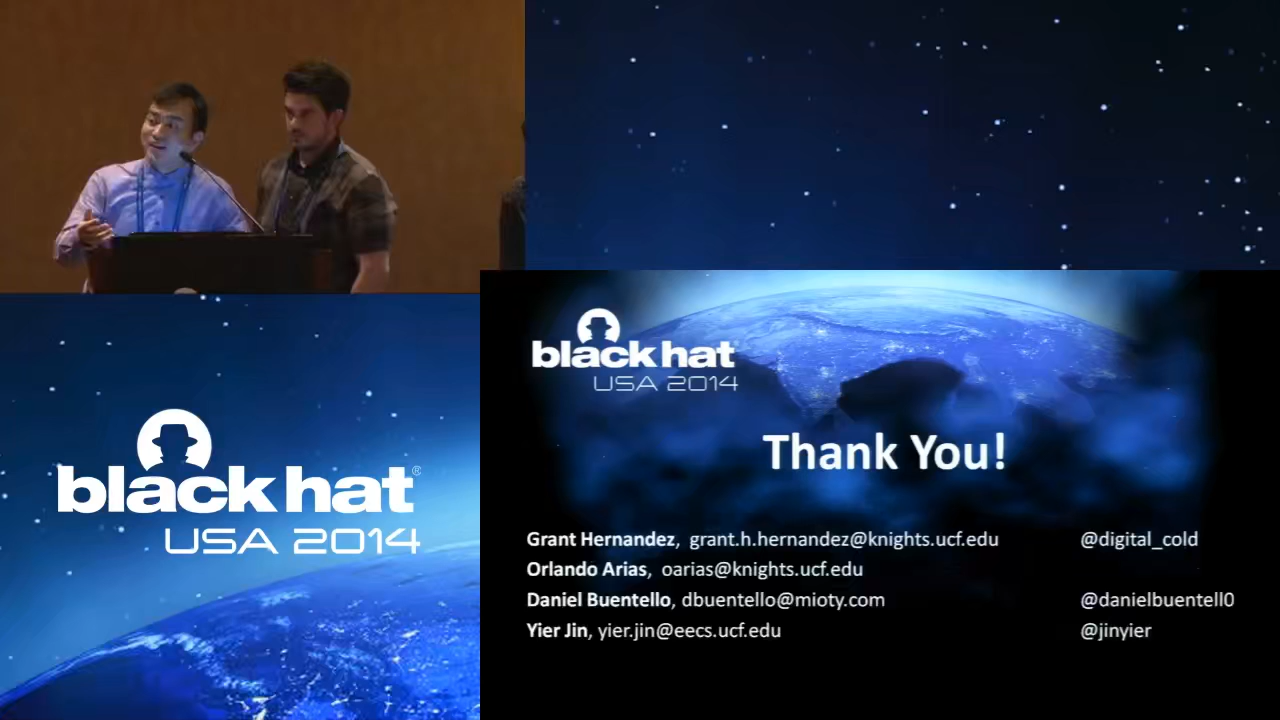 black hat®
USA 2014
black hat
USA 2014
Thank You!
Grant Hernandez, grant.h.hernandez@knights.ucf.edu @digital_cold
Orlando Arias, oarias@knights.ucf.edu
Daniel Buentello, dbuentello@mioty.com @danielbuentell0
Yier Jin, yier.jin@eecs.ucf.edu @jinyier